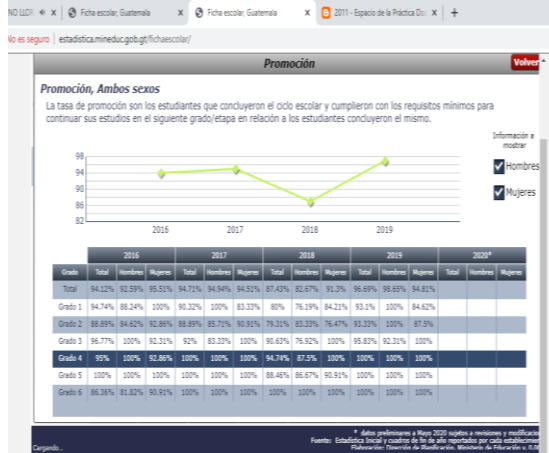 Ficha escolar, Guatemala
Ficha escolar, Guatemala
2011 - Espacio de la Práctica
No es seguro estadistica.mineduc.gob.gt/fichaescolar/
Promoción
Volver
Promoción, Ambos sexos
La tasa de promoción son los estudiantes que concluyeron el ciclo escolar y cumplieron con los requisitos mínimos para
continuar sus estudios en el siguiente grado/etapa en relación a los estudiantes concluyeron el mismo.
Información a
mostrar
Hombres
Mujeres
98
94
90
86
82
2016 2017 2018 2019
2016 2017 2018 2019 2020*
Grado Total Hombres Mujeres Total Hombres Mujeres Total Hombres Mujeres Total Hombres Mujeres Total Hombres Mujeres
Total 94.12% 92.59% 95.51% 94.71% 94.94% 94.51% 87.43% 82.67% 91.3% 96.69% 98.65% 94.81%
Grado 1 94.74% 88.24% 100% 90.32% 100% 83.33% 80% 76.19% 84.21% 93.1% 100% 84.62%
Grado 2 88.89% 84.62% 92.86% 88.89% 85.71% 90.91% 79.31% 83.33% 76.47% 93.33% 100% 87.5%
Grado 3 96.77% 100% 92.31% 92% 83.33% 100% 90.63% 76.92% 100% 95.83% 92.31% 100%
Grado 4 95% 100% 92.86% 100% 100% 100% 94.74% 87.5% 100% 100% 100% 100%
Grado 5 100% 100% 100% 100% 100% 100% 88.46% 86.67% 90.91% 100% 100% 100%
Grado 6 86.36% 81.82% 90.91% 100% 100% 100% 100% 100% 100% 100% 100% 100%
* datos preliminares a Mayo 2020 sujetos a revisiones y modificacio
Fuente: Estadística Inicial y cuadros de fin de año reportados por cada establecimie
Cargando...
Elaboración: Dirección de Planificación, Ministerio de Educación